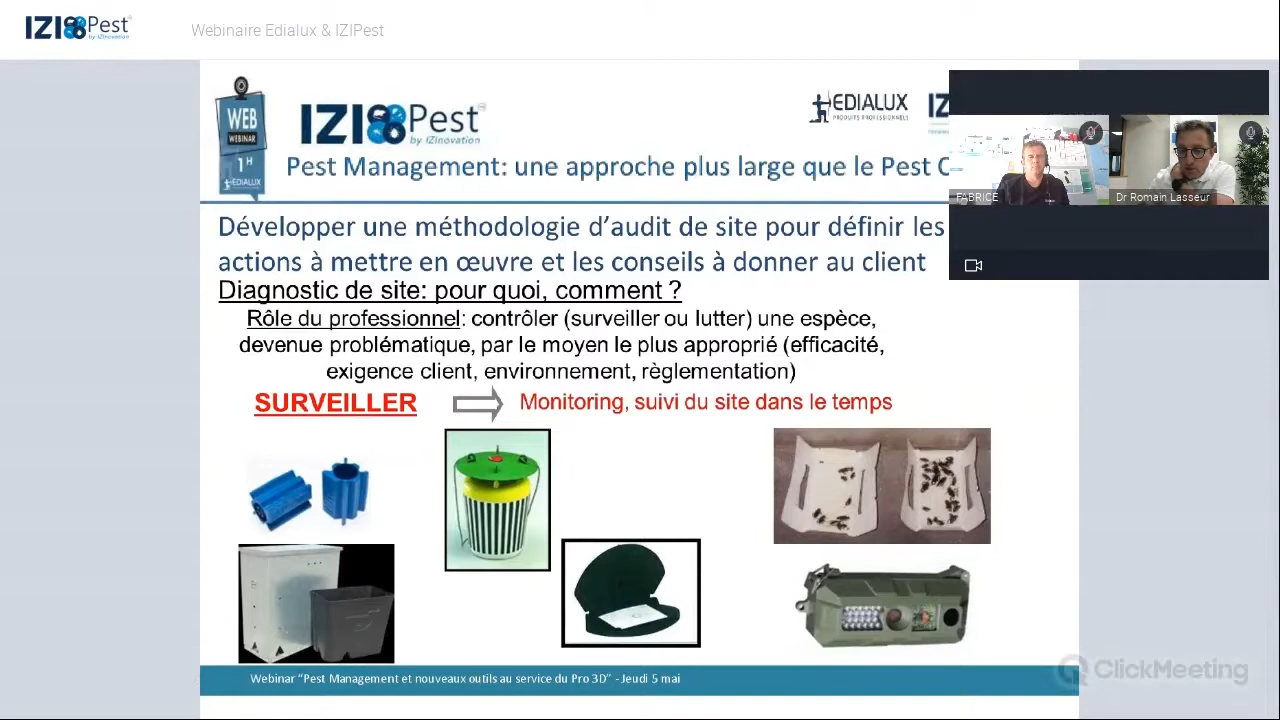 IZI Pest
by IZInovation
Webinaire Edialux & IZIPest
WEB
WEBINAR
1H
EDIALUX
IZI Pest
by IZInovation
EDIALUX
PRODUITS PROFESSIONNELS
Pest Management: une approche plus large que le Pest
FABRICE
Dr Romain Lasseur
Développer une méthodologie d'audit de site pour définir les
actions à mettre en œuvre et les conseils à donner au client
Diagnostic de site: pour quoi, comment ?
Rôle du professionnel: contrôler (surveiller ou lutter) une espèce,
devenue problématique, par le moyen le plus approprié (efficacité,
exigence client, environnement, règlementation)
SURVEILLER
Monitoring, suivi du site dans le temps
Webinar "Pest Management et nouveaux outils au service du Pro 3D" - Jeudi 5 mai
ClickMeeting